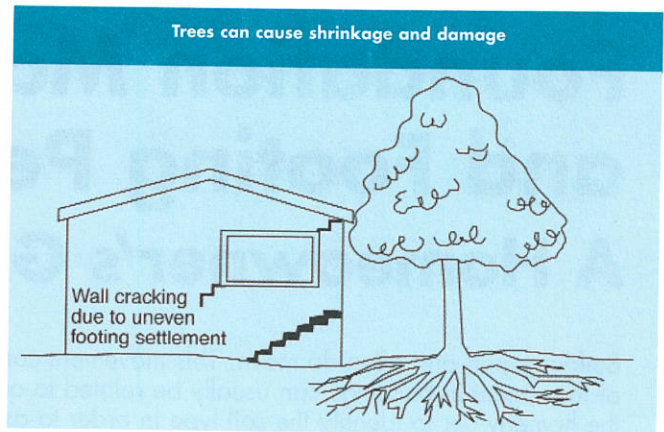 Trees can cause shrinkage and damage
Wall cracking
due to uneven
footing settlement